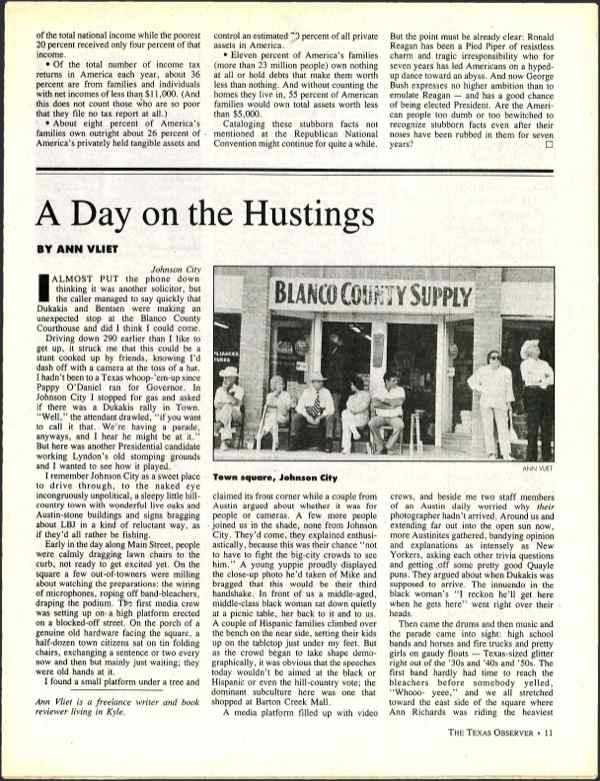 of the total national income while the poorest
20 percent received only four percent of that
income.
• Of the total number of income tax
returns in America each year, about 36
percent are from families and individuals
with net incomes of less than $11,000. (And
this does not count those who are so poor
that they file no tax report at all.)
• About eight percent of America's
families own outright about 26 percent of
America's privately held tangible assets and
control an estimated percent of all private
assets in America.
• Eleven percent of America's families
(more than 23 million people) own nothing
at all or hold debts that make them worth
less than nothing. And without counting the
homes they live in, 55 percent of American
families would own total assets worth less
than $5,000.
Cataloging these stubborn facts not
mentioned at the Republican National
Convention might continue for quite a while.
But the point must be already clear: Ronald
Reagan has been a Pied Piper of resistless
charm and tragic irresponsibility who for
seven years has led Americans on a hyped-
up dance toward an abyss. And now George
Bush expresses no higher ambition than to
emulate Reagan — and has a good chance
of being elected President. Are the Ameri-
can people too dumb or too bewitched to
recognize stubborn facts even after their
noses have been rubbed in them for seven
years? □
A Day on the Hustings
BY ANN VLIET
Johnson City
I ALMOST PUT the phone down
thinking it was another solicitor, but
the caller managed to say quickly that
Dukakis and Bentsen were making an
unexpected stop at the Blanco County
Courthouse and did I think I could come.
Driving down 290 earlier than I like to
get up, it struck me that this could be a
stunt cooked up by friends, knowing I'd
dash off with a camera at the toss of a hat.
I hadn't been to a Texas whoop-'em-up since
Pappy O'Daniel ran for Governor. In
Johnson City I stopped for gas and asked
if there was a Dukakis rally in Town.
"Well," the attendant drawled, "if you want
to call it that. We're having a parade,
anyways, and I hear he might be at it."
But here was another Presidential candidate
working Lyndon's old stomping grounds
and I wanted to see how it played.
I remember Johnson City as a sweet place
to drive through, to the naked eye
incongruously unpolitical, a sleepy little hill-
country town with wonderful live oaks and
Austin-stone buildings and signs bragging
about LBJ in a kind of reluctant way, as
if they'd all rather be fishing.
Early in the day along Main Street, people
were calmly dragging lawn chairs to the
curb, not ready to get excited yet. On the
square a few out-of-towners were milling
about watching the preparations: the wiring
of microphones, roping off band-bleachers,
draping the podium. The first media crew
was setting up on a high platform erected
on a blocked-off street. On the porch of a
genuine old hardware facing the square, a
half-dozen town citizens sat on tin folding
chairs, exchanging a sentence or two every
now and then but mainly just waiting; they
were old hands at it.
I found a small platform under a tree and
Ann Vliet is a freelance writer and book
reviewer living in Kyle.
BLANCO COUNTY SUPPLY
ANN VLIET
Town square, Johnson City
claimed its front corner while a couple from
Austin argued about whether it was for
people or cameras. A few more people
joined us in the shade, none from Johnson
City. They'd come, they explained enthusi-
astically, because this was their chance "not
to have to fight the big-city crowds to see
him." A young yuppie proudly displayed
the close-up photo he'd taken of Mike and
bragged that this would be their third
handshake. In front of us a middle-aged,
middle-class black woman sat down quietly
at a picnic table, her back to it and to us.
A couple of Hispanic families climbed over
the bench on the near side, setting their kids
up on the tabletop just under my feet. But
as the crowd began to take shape demo-
graphically, it was obvious that the speeches
today wouldn't be aimed at the black or
Hispanic or even the hill-country vote; the
dominant subculture here was one that
shopped at Barton Creek Mall.
A media platform filled up with video
crews, and beside me two staff members
of an Austin daily worried why their
photographer hadn't arrived. Around us and
extending far out into the open sun now,
more Austinites gathered, bandying opinion
and explanations as intensely as New
Yorkers, asking each other trivia questions
and getting off some pretty good Quayle
puns. They argued about when Dukakis was
supposed to arrive. The innuendo in the
black woman's "I reckon he'll get here
when he gets here" went right over their
heads.
Then came the drums and then music and
the parade came into sight: high school
bands and horses and fire trucks and pretty
girls on gaudy floats — Texas-sized glitter
right out of the '30s and '40s and '50s. The
first band hardly had time to reach the
bleachers before somebody yelled,
"Whooo- yeee," and we all stretched
toward the east side of the square where
Ann Richards was riding the heaviest
THE TEXAS OBSERVER • 11